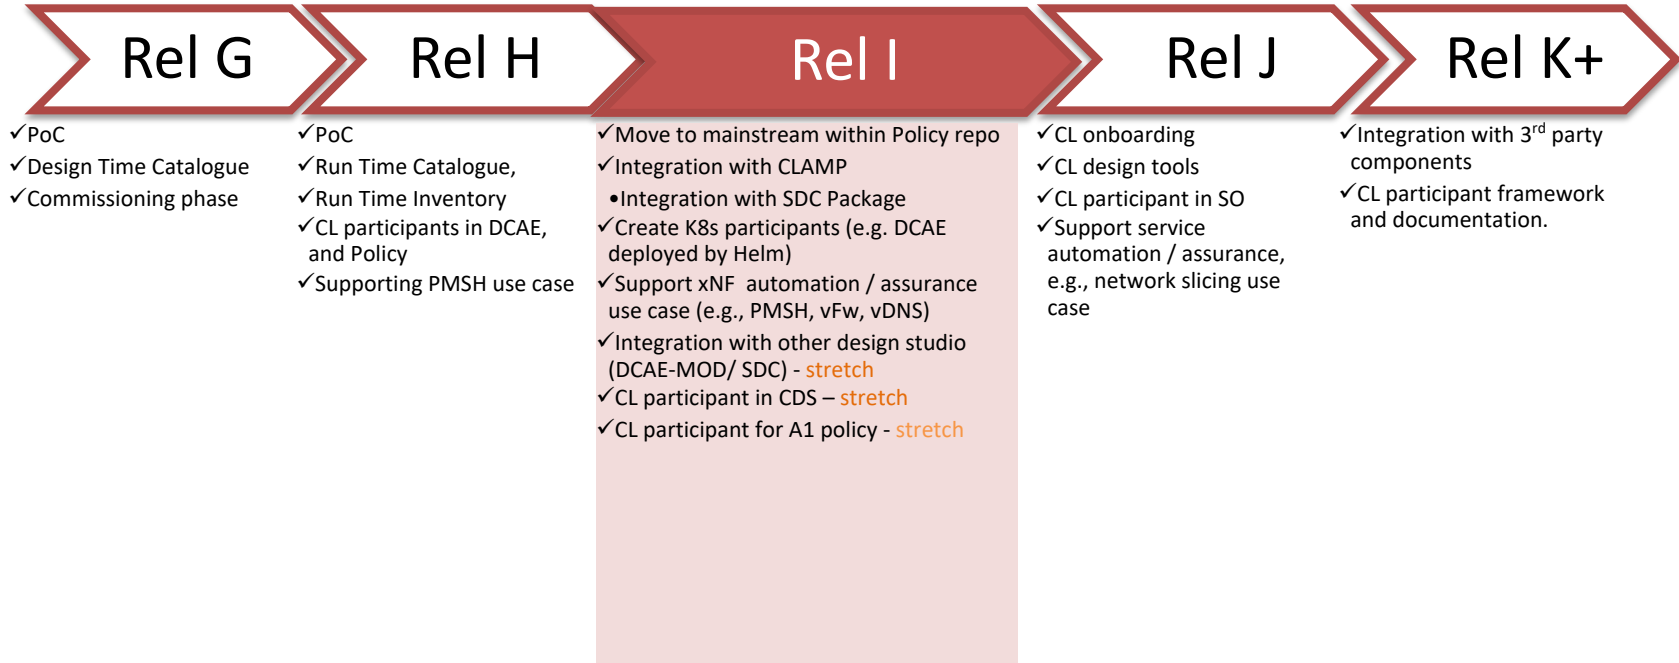 Rel G
Rel H
Rel I
Rel J
Rel K+
✓PoC
✓Design Time Catalogue
✓Commissioning phase
✓PoC
✓Run Time Catalogue,
✓Run Time Inventory
✓CL participants in DCAE,
and Policy
✓Supporting PMSH use case
✓Move to mainstream within Policy repo
✓Integration with CLAMP
•Integration with SDC Package
✓Create K8s participants (e.g. DCAE
deployed by Helm)
✓Support xNF automation / assurance
use case (e.g., PMSH, vFw, vDNS)
✓Integration with other design studio
(DCAE-MOD/ SDC) - stretch
✓CL participant in CDS – stretch
✓CL participant for A1 policy - stretch
✓CL onboarding
✓CL design tools
✓CL participant in SO
✓Support service
automation / assurance,
e.g., network slicing use
case
✓Integration with 3rd party
components
✓CL participant framework
and documentation.